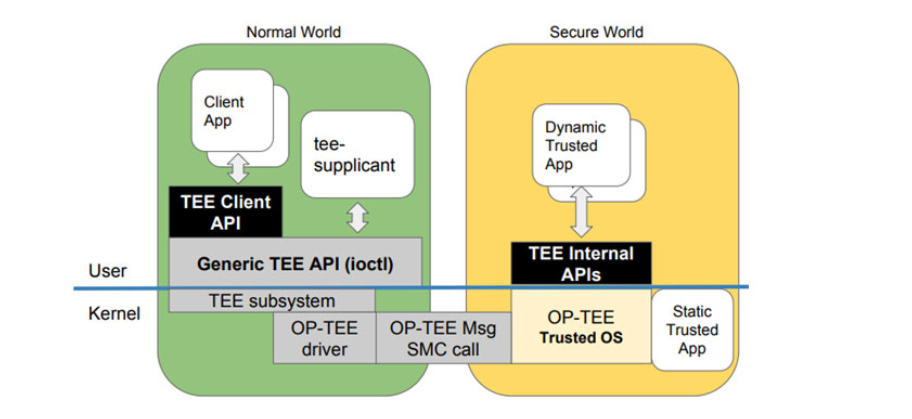 Normal World
Secure World
Client
App
tee-
supplicant
Dynamic
Trusted
App
TEE Client
API
Generic TEE API (ioctl)
TEE Internal
APIs
User
Kernel
TEE subsystem
OP-TEE
driver
OP-TEE Msg
SMC call
OP-TEE
Trusted OS
Static
Trusted
App